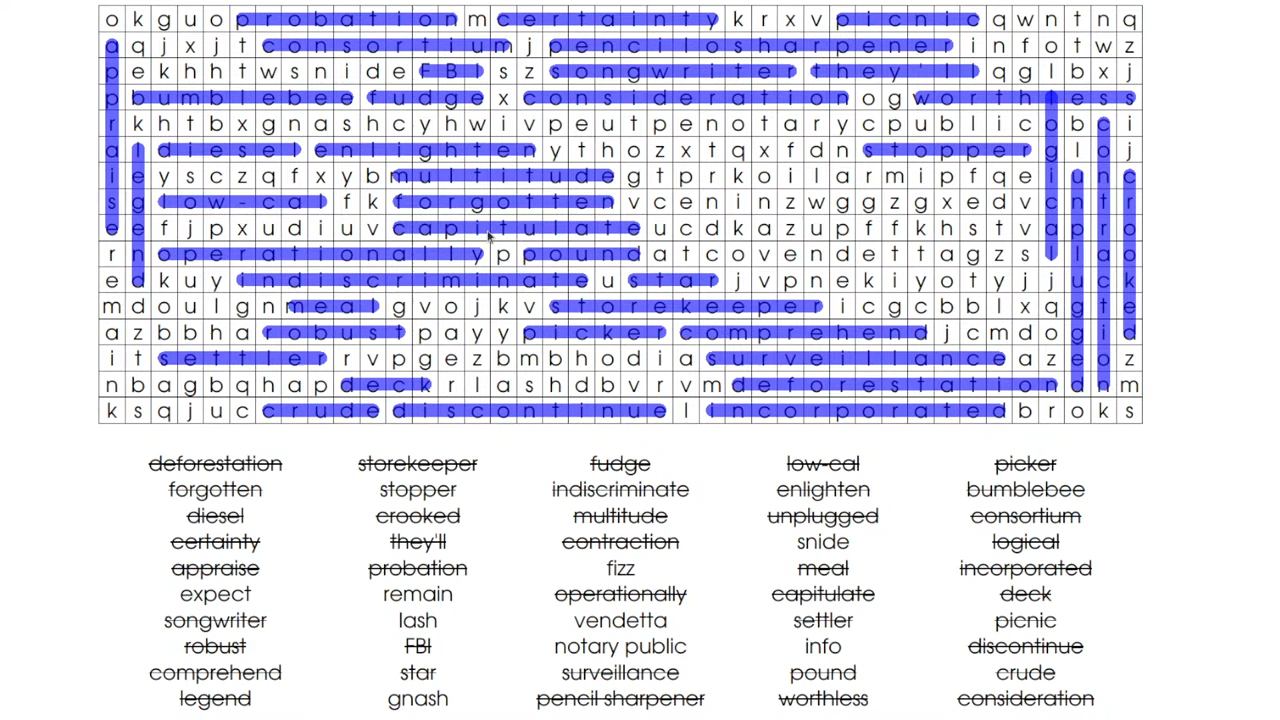 o k g u o p r o b a t i o n m c e r t a i n t y k r x v p i c n i c q w n t n q
a q j x j t c o n s o r t i u m j p e n c i l o s h a r p e n e r i n f o t w z
p e k h h t w s n i d e F B I s z s o n g w r i t e r t h e y ' l l q g l b x j
p b u m b l e b e e f u d g e x c o n s i d e r a t i o n o g w o r t h l e s s
r k h t b x g n a s h c y h w i v p e u t p e n o t a r y c p u b l i c o b c i
a l d i e s e l e n l i g h t e n y t h o z x t q x f d n s t o p p e r g l o j
i e y s c z q f x y b m u l t i t u d e g t p r k o i l a r m i p f q e i u n c
s g l o w - c a l f k f o r g o t t e n v c e n i n z w g g z g x e d v c n t r
e e f j p x u d i u v c a p i t u l a t e u c d k a z u p f f k h s t v a p r o
r n o p e r a t i o n a l l y p p o u n d a t c o v e n d e t t a g z s l l a o
e d k u y i n d i s c r i m i n a t e u s t a r j v p n e k i y o t y j j u c k
m d o u l g n m e a l g v o j k v s t o r e k e e p e r i c g c b b l x q g t e
a z b b h a r o b u s t p a y y p i c k e r c o m p r e h e n d j c m d o g i d
i t s e t t l e r r v p g e z b m b h o d i a s u r v e i l l a n c e a z e o z
n b a g b q h a p d e c k r l a s h d b v r v m d e f o r e s t a t i o n d n m
k s q j u c c r u d e d i s c o n t i n u e l i n c o r p o r a t e d b r o k s
deforestation storekeeper fudge low-cal picker
forgotten stopper indiscriminate enlighten bumblebee
diesel crooked multitude unplugged consortium
certainty they'll contraction snide logical
appraise probation fizz meal incorporated
expect remain operationally capitulate deck
songwriter lash vendetta settler picnic
robust FBI notary public info discontinue
comprehend star surveillance pound crude
legend gnash pencil sharpener worthless consideration